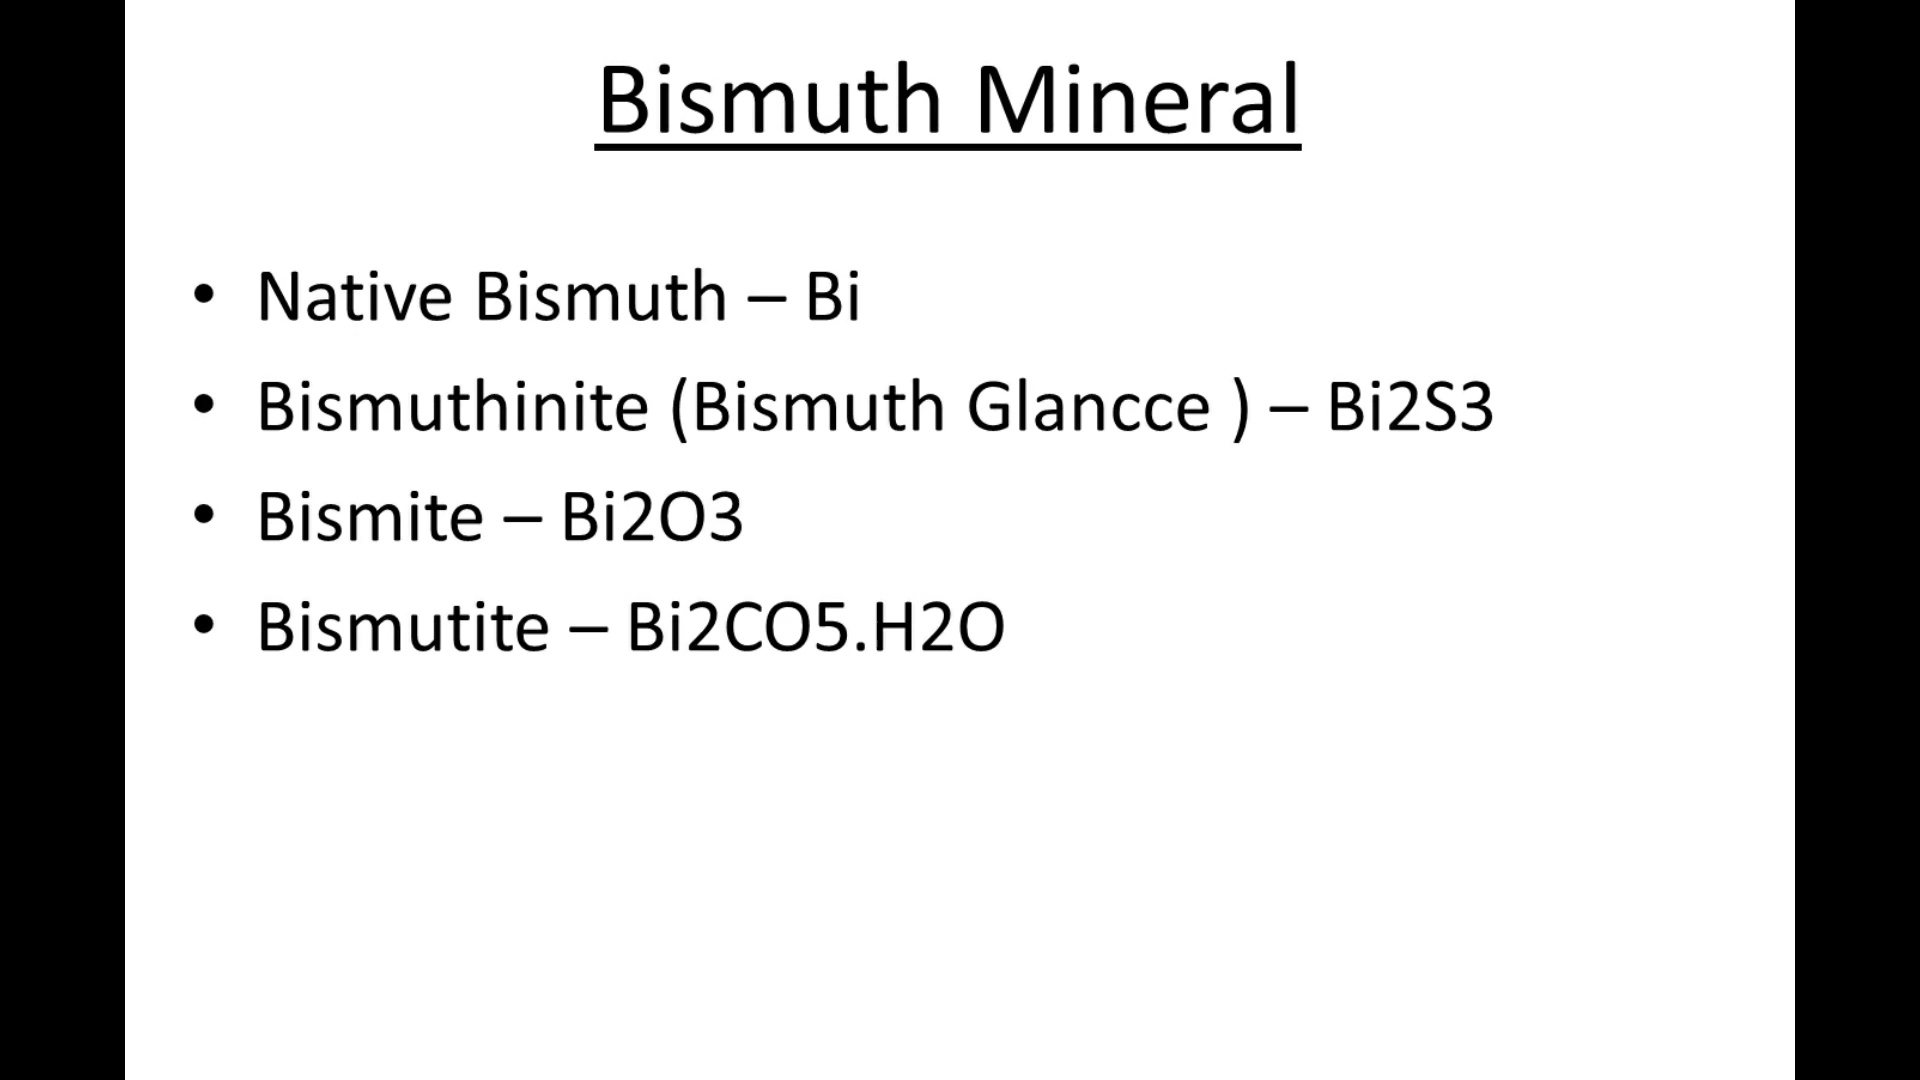 Bismuth Mineral
• Native Bismuth – Bi
• Bismuthinite (Bismuth Glancce ) – Bi2S3
• Bismite – Bi2O3
• Bismutite – Bi2CO5.H2O